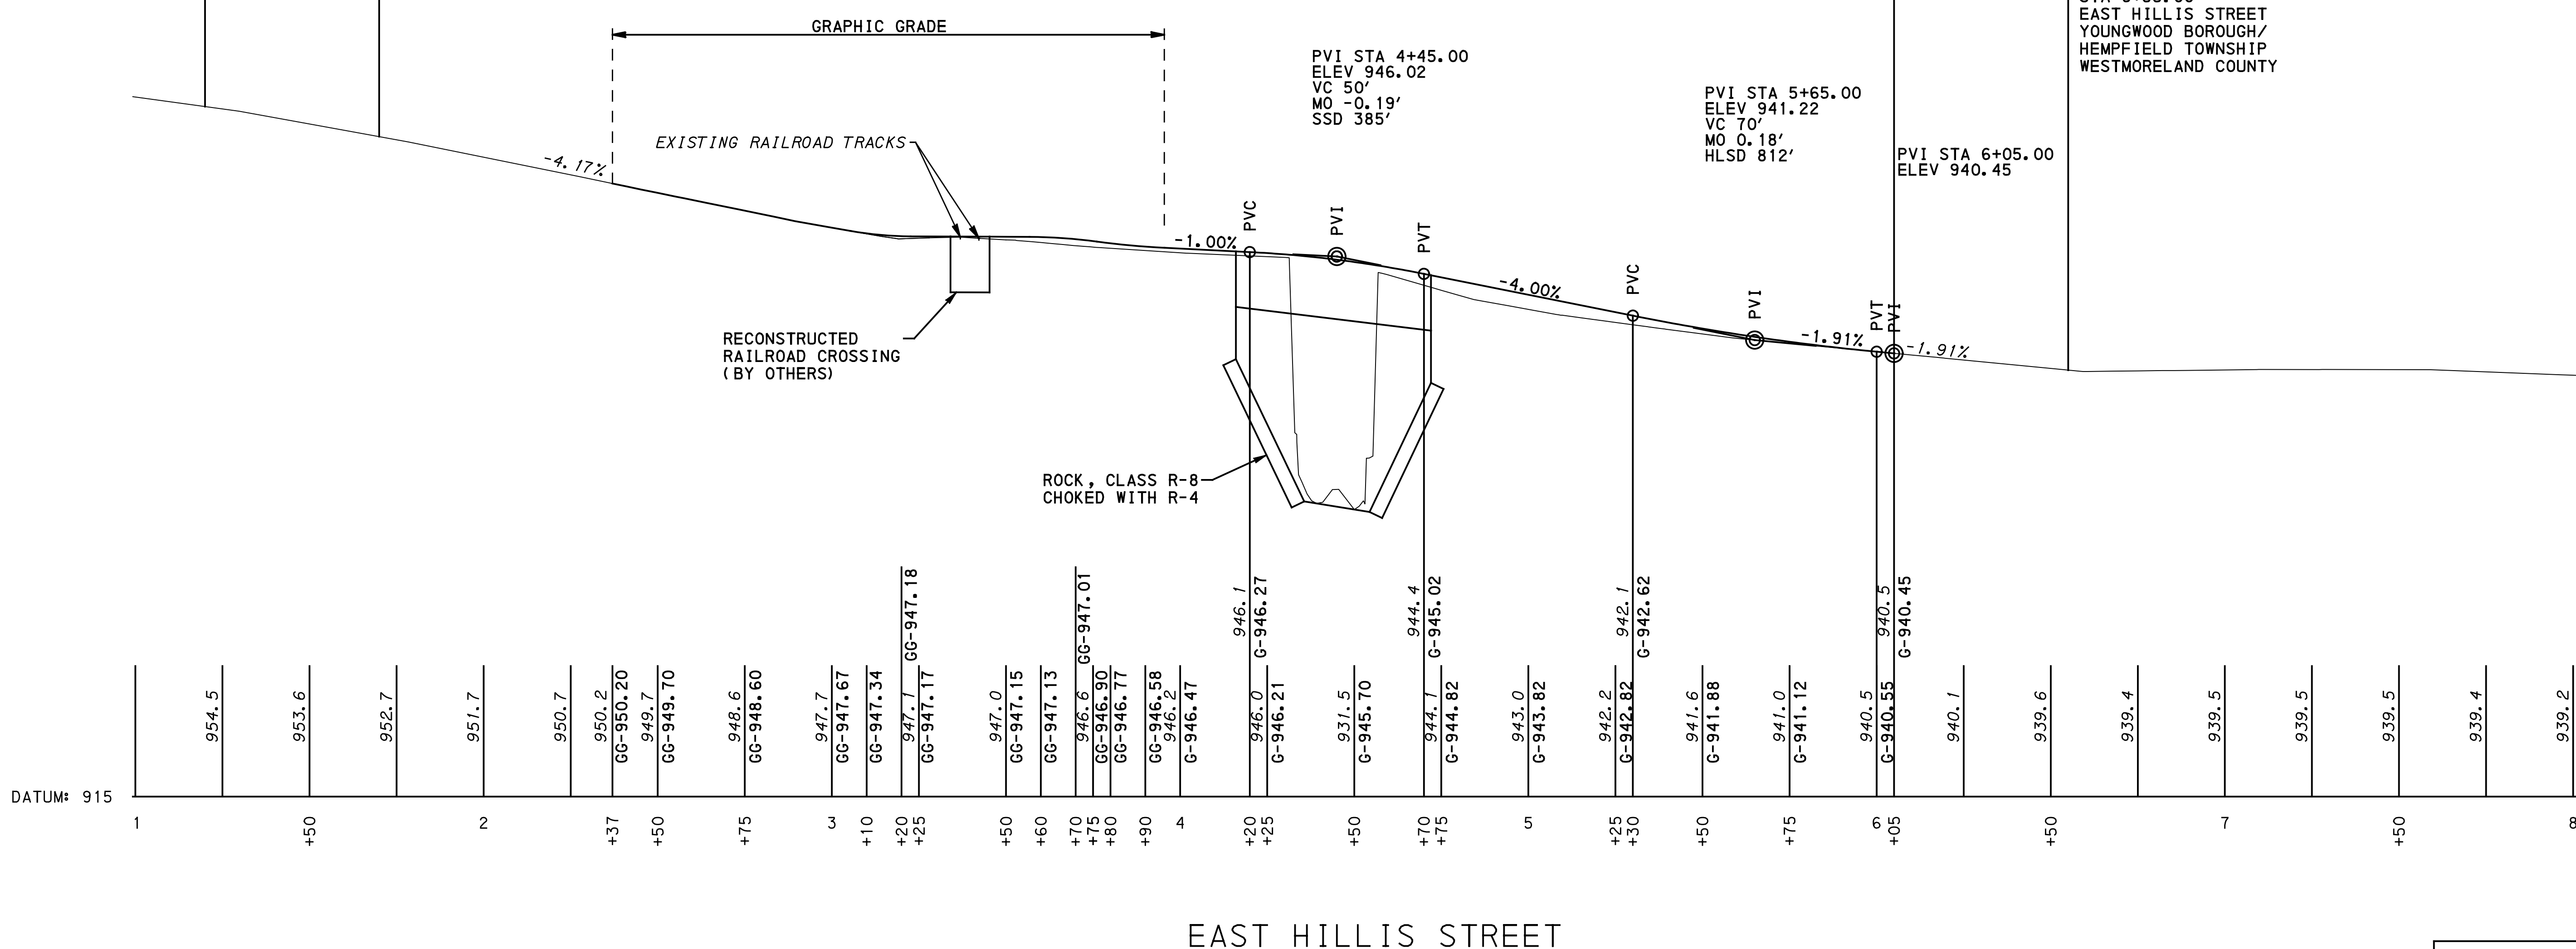 GRAPHIC GRADE
EAST HILLIS STREET
YOUNGWOOD BOROUGH/
HEMPFIELD TOWNSHIP
WESTMORELAND COUNTY
PVI STA 4+45.00
ELEV 946.02
VC 50'
MO -0.19'
SSD 385'
PVI STA 5+65.00
ELEV 941.22
VC 70'
MO 0.18'
HLSD 812'
PVI STA 6+05.00
ELEV 940.45
EXISTING RAILROAD TRACKS
-4.17%
-1.00%
PVC
PVI
PVT
-4.00%
PVC
PVI
-1.91%
PVT
PVI
-1.91%
RECONSTRUCTED
RAILROAD CROSSING
(BY OTHERS)
ROCK, CLASS R-8
CHOKED WITH R-4
GG-947.18
GG-947.01
946.1
G-946.27
944.4
G-945.02
942.1
G-942.62
940.5
G-940.45
954.5
953.6
952.7
951.7
950.7
950.2
GG-950.20
949.7
GG-949.70
948.6
GG-948.60
947.7
GG-947.67
GG-947.34
947.1
GG-947.17
947.0
GG-947.15
GG-947.13
946.6
GG-946.90
GG-946.77
GG-946.58
946.2
G-946.47
946.0
G-946.21
931.5
G-945.70
944.1
G-944.82
943.0
G-943.82
942.2
G-942.82
941.6
G-941.88
941.0
G-941.12
940.5
G-940.55
940.1
939.6
939.4
939.5
939.5
939.5
939.4
939.2
DATUM: 915
1
+50
2
+37
+50
+75
3
+10
+20
+25
+50
+60
+70
+75
+80
+90
4
+20
+25
+50
+70
+75
5
+25
+30
+50
+75
6
+05
+50
7
+50
8
EAST HILLIS STREET